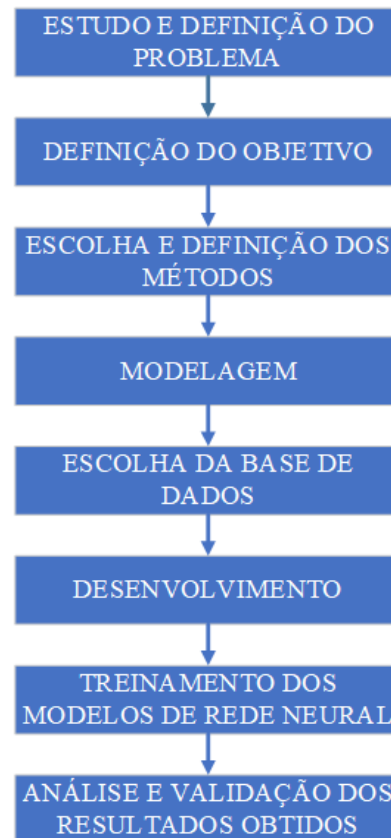 ESTUDO E DEFINIÇÃO DO
PROBLEMA
DEFINIÇÃO DO OBJETIVO
ESCOLHA E DEFINIÇÃO DOS
MÉTODOS
MODELAGEM
ESCOLHA DA BASE DE
DADOS
DESENVOLVIMENTO
TREINAMENTO DOS
MODELOS DE REDE NEURAL
ANÁLISE E VALIDAÇÃO DOS
RESULTADOS OBTIDOS